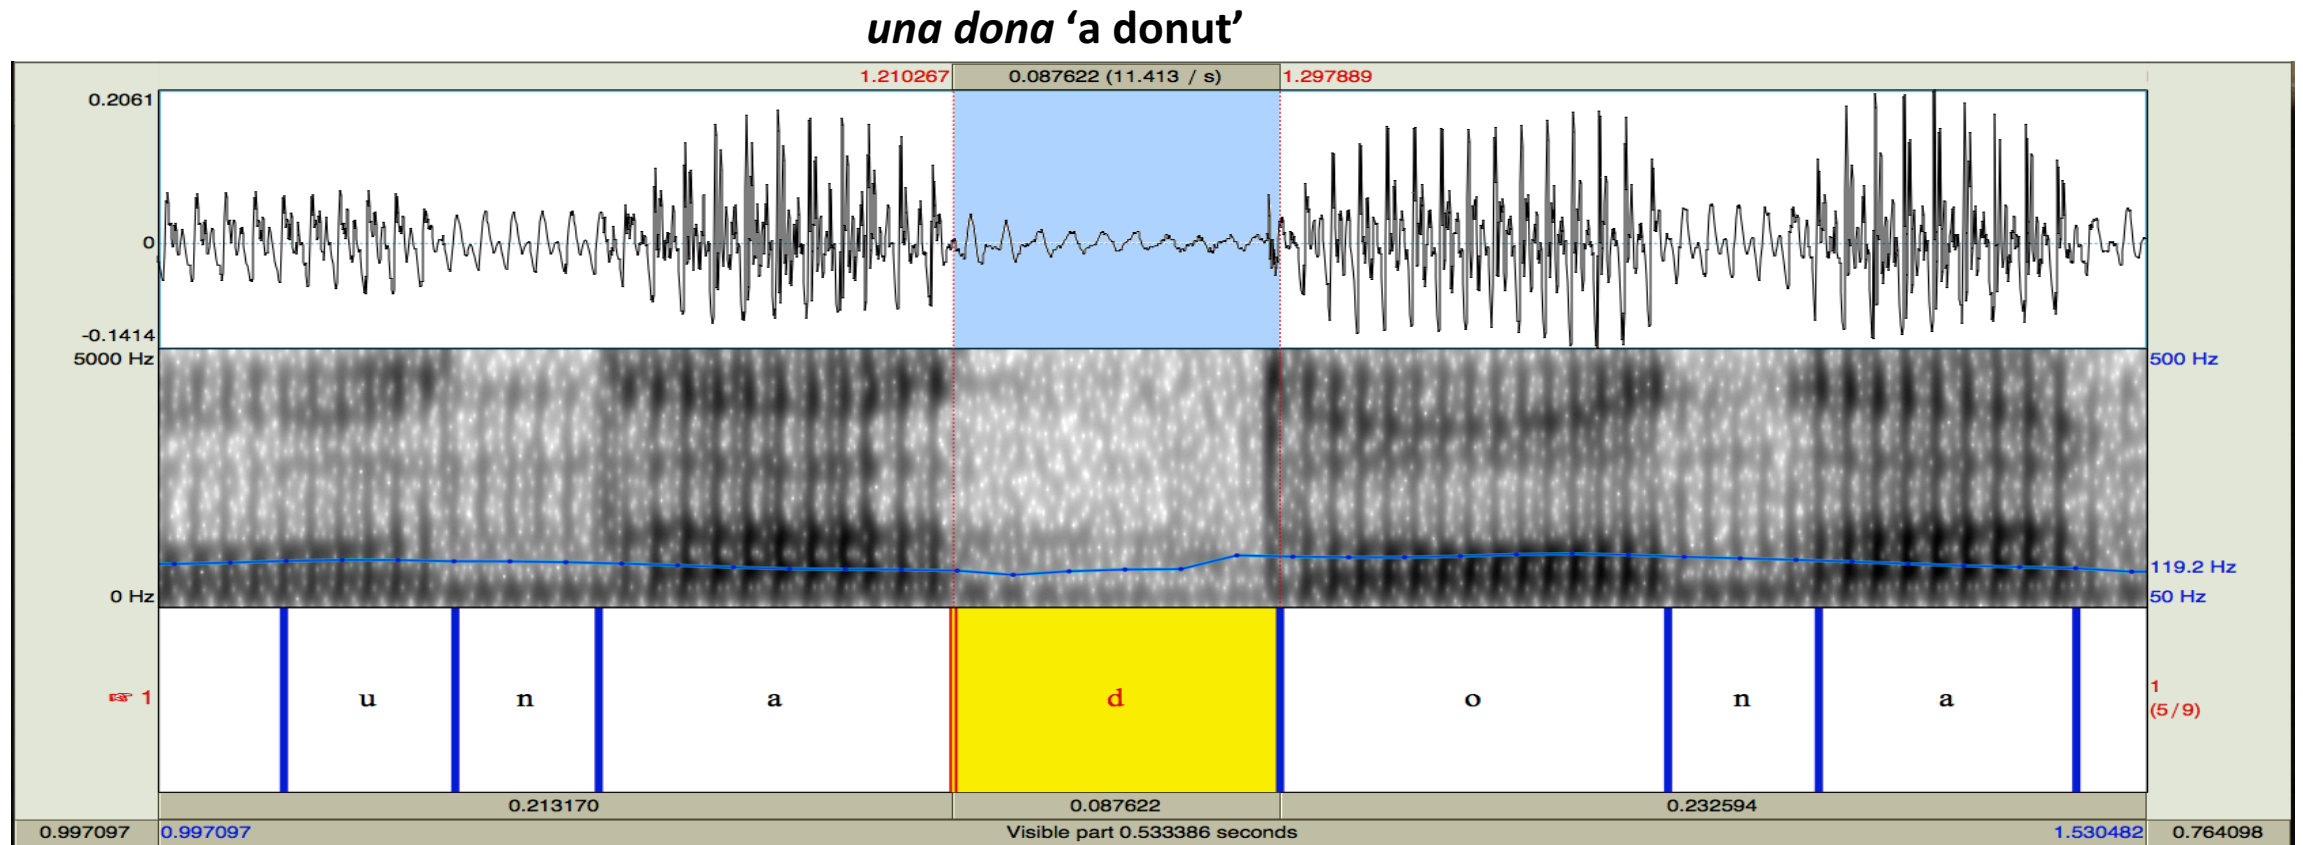 una dona ‘a donut’
1.210267 0.087622 (11.413 / s) 1.297889
0.2061
0
-0.1414
5000 Hz 500 Hz
119.2 Hz
0 Hz 50 Hz
☞ 1 u n a d o n a 1
(5/9)
0.213170 0.087622 0.232594
0.997097 0.997097 Visible part 0.533386 seconds 1.530482 0.764098